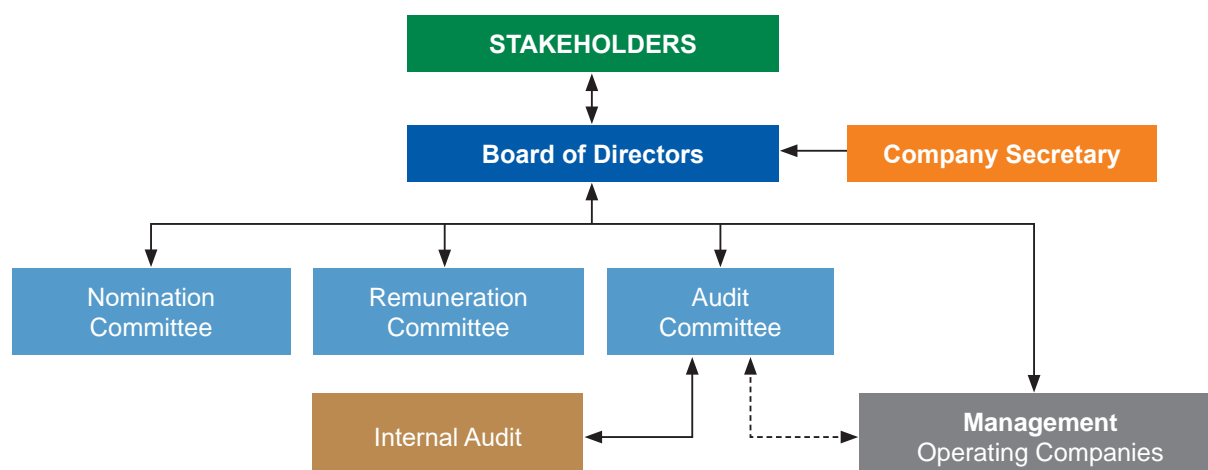 STAKEHOLDERS
Board of Directors
Company Secretary
Nomination
Committee
Remuneration
Committee
Audit
Committee
Internal Audit
Management
Operating Companies